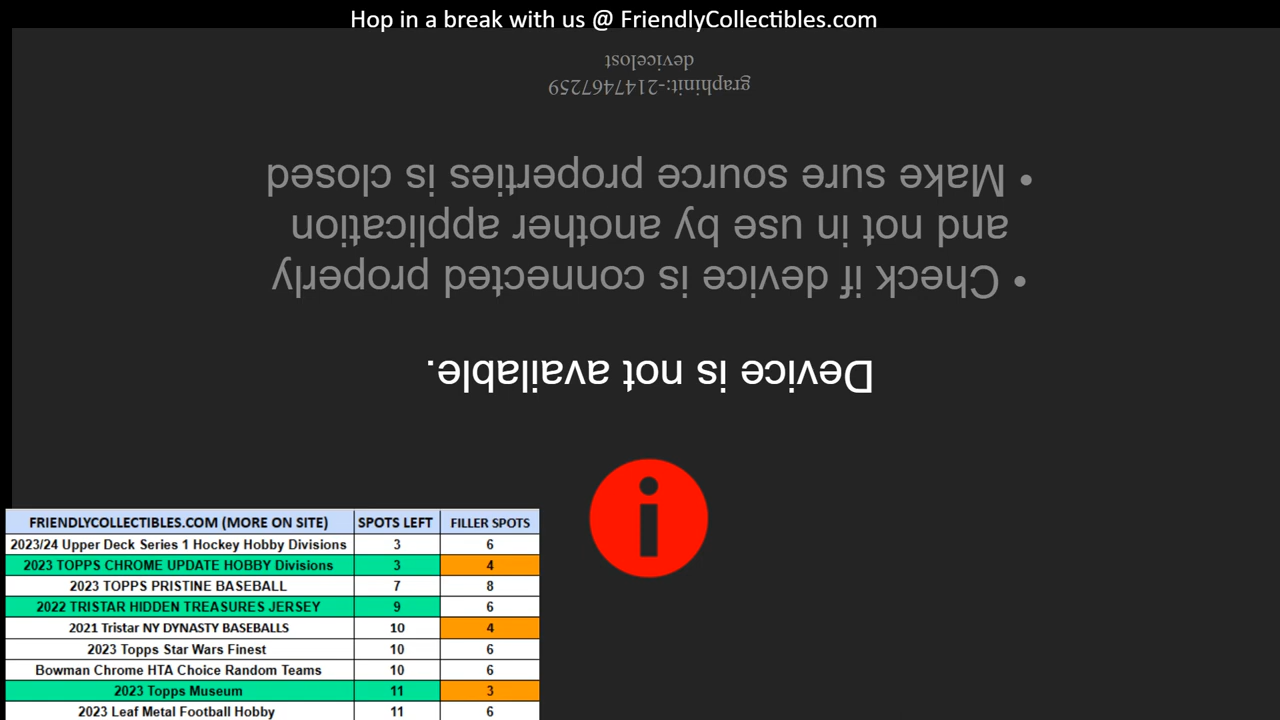 Hop in a break with us @ FriendlyCollectibles.com
Device is not available.
• Check if device is connected properly
and not in use by another application
• Make sure source properties is closed
graphinit:-2147467259
devicelost
FRIENDLYCOLLECTIBLES.COM (MORE ON SITE) SPOTS LEFT FILLER SPOTS
2023/24 Upper Deck Series 1 Hockey Hobby Divisions 3 6
2023 TOPPS CHROME UPDATE HOBBY Divisions 3 4
2023 TOPPS PRISTINE BASEBALL 7 8
2022 TRISTAR HIDDEN TREASURES JERSEY 9 6
2021 Tristar NY DYNASTY BASEBALLS 10 4
2023 Topps Star Wars Finest 10 6
Bowman Chrome HTA Choice Random Teams 10 6
2023 Topps Museum 11 3
2023 Leaf Metal Football Hobby 11 6